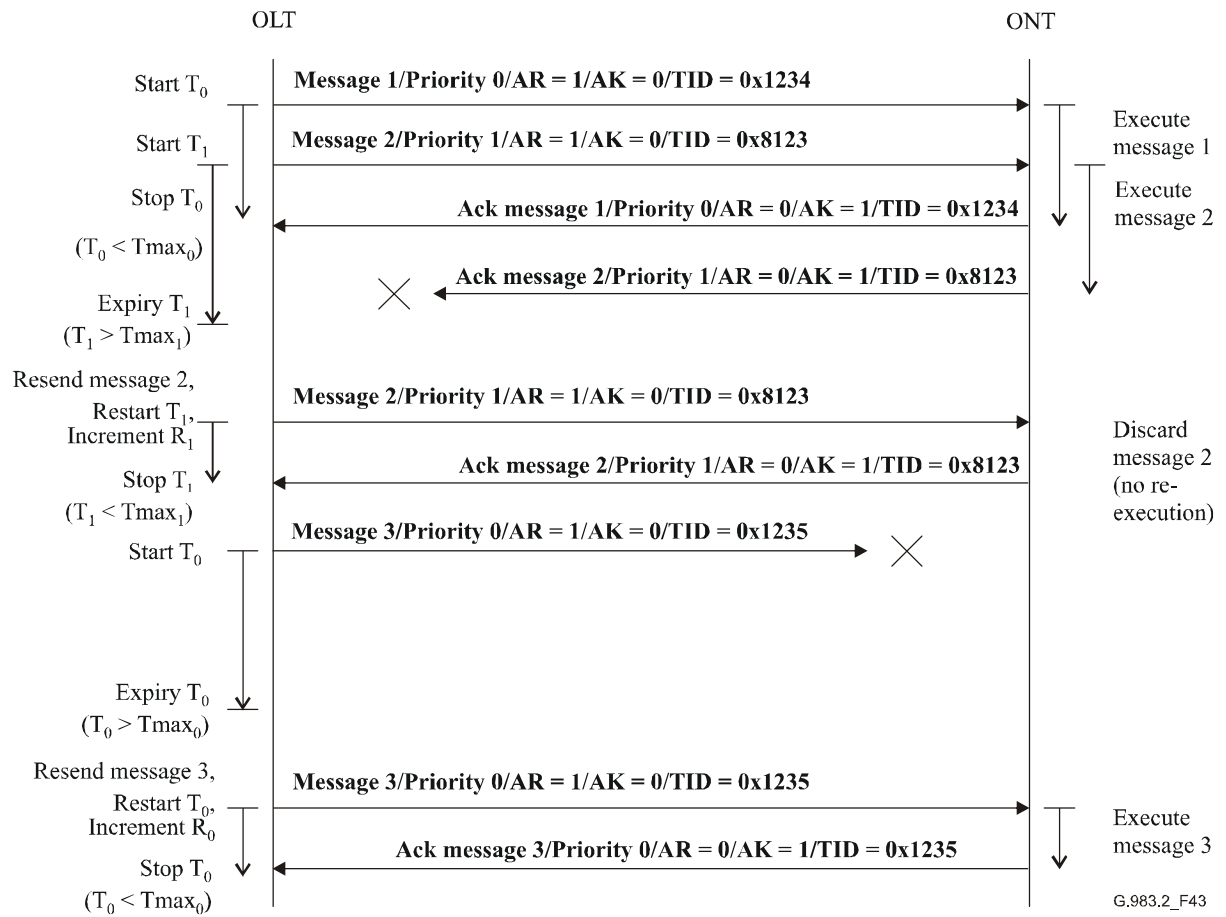 OLT
ONT
Start T0
Message 1/Priority 0/AR = 1/AK = 0/TID = 0x1234
Execute
message 1
Start T1
Message 2/Priority 1/AR = 1/AK = 0/TID = 0x8123
Execute
message 2
Stop T0
(T0 < Tmax0)
Ack message 1/Priority 0/AR = 0/AK = 1/TID = 0x1234
Ack message 2/Priority 1/AR = 0/AK = 1/TID = 0x8123
Expiry T1
(T1 > Tmax1)
Resend message 2,
Restart T1,
Increment R1
Message 2/Priority 1/AR = 1/AK = 0/TID = 0x8123
Discard
message 2
(no re-
execution)
Ack message 2/Priority 1/AR = 0/AK = 1/TID = 0x8123
Stop T1
(T1 < Tmax1)
Message 3/Priority 0/AR = 1/AK = 0/TID = 0x1235
Start T0
Expiry T0
(T0 > Tmax0)
Resend message 3,
Restart T0,
Increment R0
Message 3/Priority 0/AR = 1/AK = 0/TID = 0x1235
Execute
message 3
Ack message 3/Priority 0/AR = 0/AK = 1/TID = 0x1235
Stop T0
(T0 < Tmax0)
G.983.2_F43